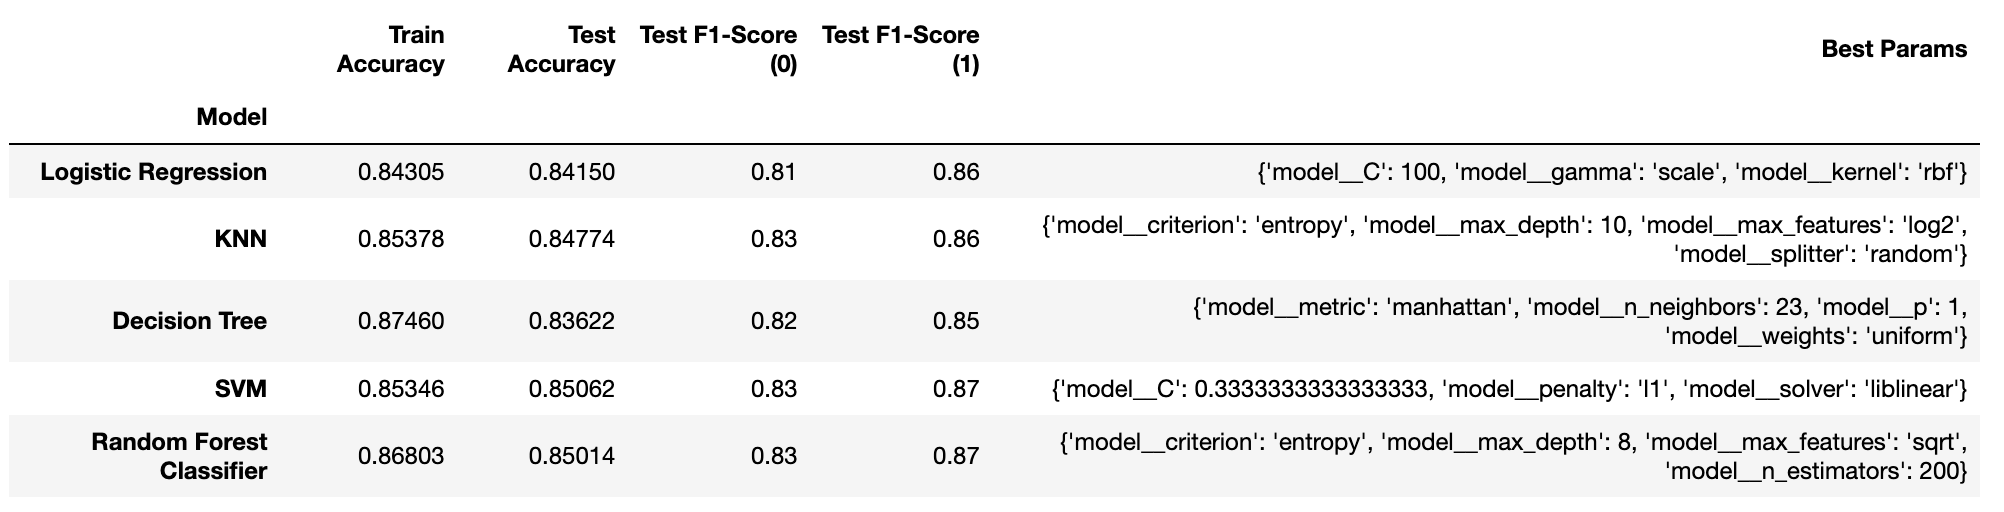 Train Accuracy Test Accuracy Test F1-Score (0) Test F1-Score (1) Best Params
Model
Logistic Regression 0.84305 0.84150 0.81 0.86 {'model__C': 100, 'model__gamma': 'scale', 'model__kernel': 'rbf'}
KNN 0.85378 0.84774 0.83 0.86 {'model__criterion': 'entropy', 'model__max_depth': 10, 'model__max_features': 'log2',
'model__splitter': 'random'}
Decision Tree 0.87460 0.83622 0.82 0.85 {'model__metric': 'manhattan', 'model__n_neighbors': 23, 'model__p': 1,
'model__weights': 'uniform'}
SVM 0.85346 0.85062 0.83 0.87 {'model__C': 0.3333333333333333, 'model__penalty': 'l1', 'model__solver': 'liblinear'}
Random Forest Classifier 0.86803 0.85014 0.83 0.87 {'model__criterion': 'entropy', 'model__max_depth': 8, 'model__max_features': 'sqrt',
'model__n_estimators': 200}